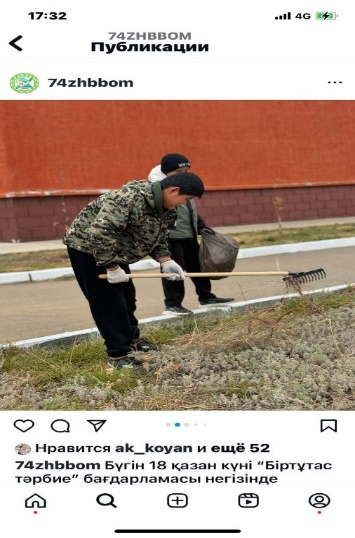 17:32
4G
74ZHBBOM
Публикации
74zhbbom
Нравится ak_koyan и ещё 52
74zhbbom Бүгін 18 қазан күні “Біртұтас
тәрбие” бағдарламасы негізінде